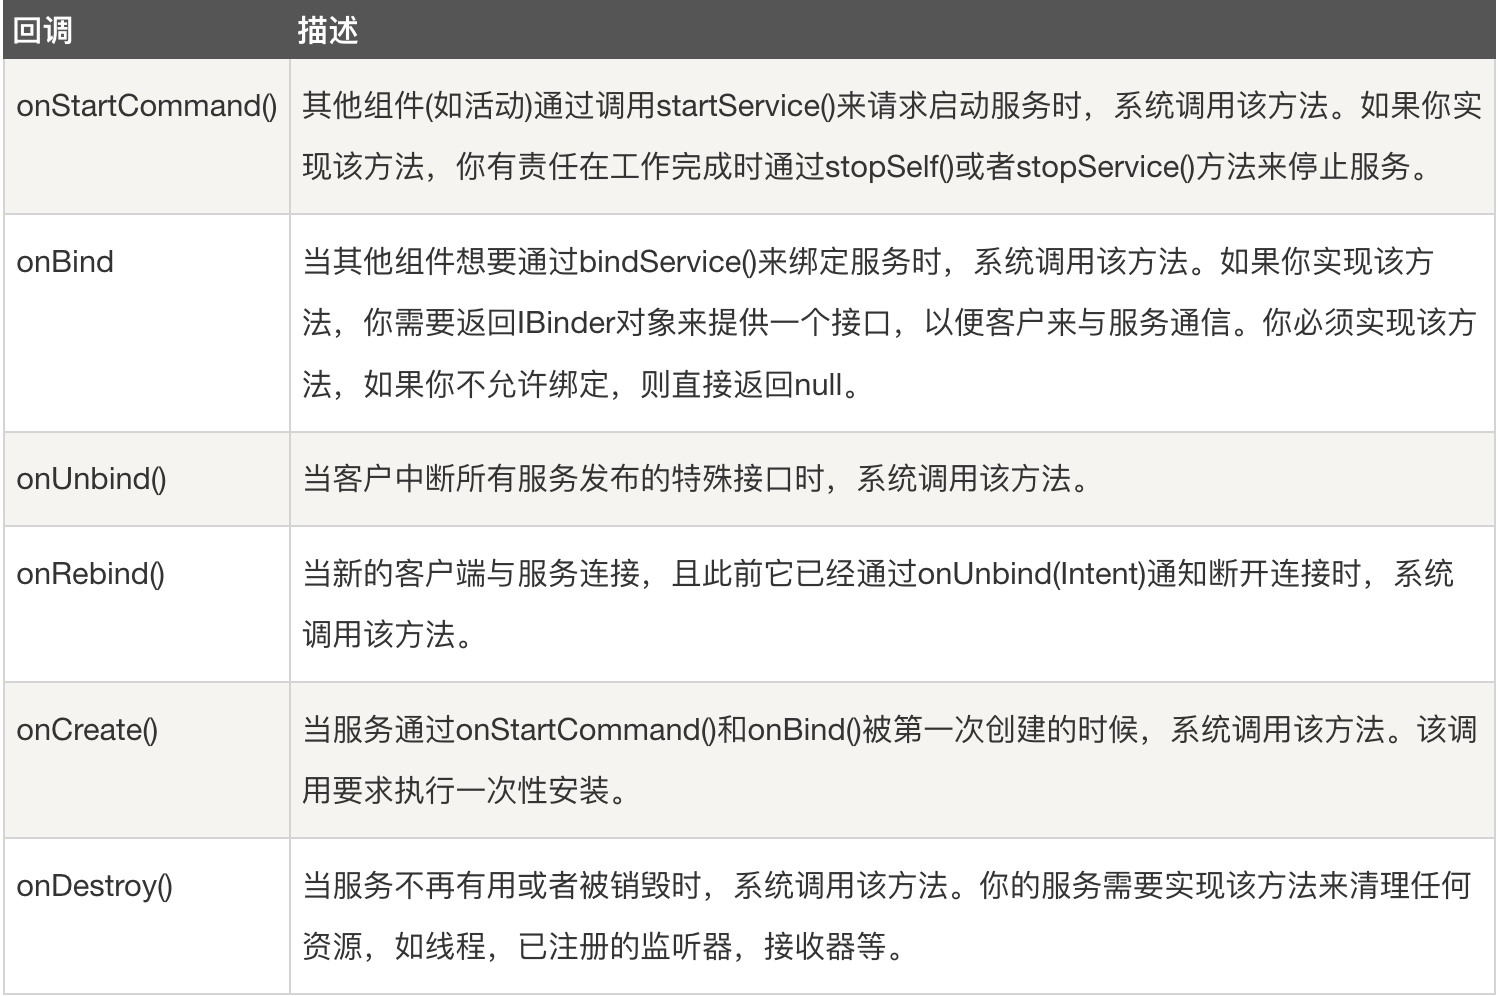 回调 描述
onStartCommand() 其他组件(如活动)通过调用startService()来请求启动服务时，系统调用该方法。如果你实
现该方法，你有责任在工作完成时通过stopSelf()或者stopService()方法来停止服务。
onBind 当其他组件想要通过bindService()来绑定服务时，系统调用该方法。如果你实现该方
法，你需要返回IBinder对象来提供一个接口，以便客户来与服务通信。你必须实现该方
法，如果你不允许绑定，则直接返回null。
onUnbind() 当客户中断所有服务发布的特殊接口时，系统调用该方法。
onRebind() 当新的客户端与服务连接，且此前它已经通过onUnbind(Intent)通知断开连接时，系统
调用该方法。
onCreate() 当服务通过onStartCommand()和onBind()被第一次创建的时候，系统调用该方法。该调
用要求执行一次性安装。
onDestroy() 当服务不再有用或者被销毁时，系统调用该方法。你的服务需要实现该方法来清理任何
资源，如线程，已注册的监听器，接收器等。